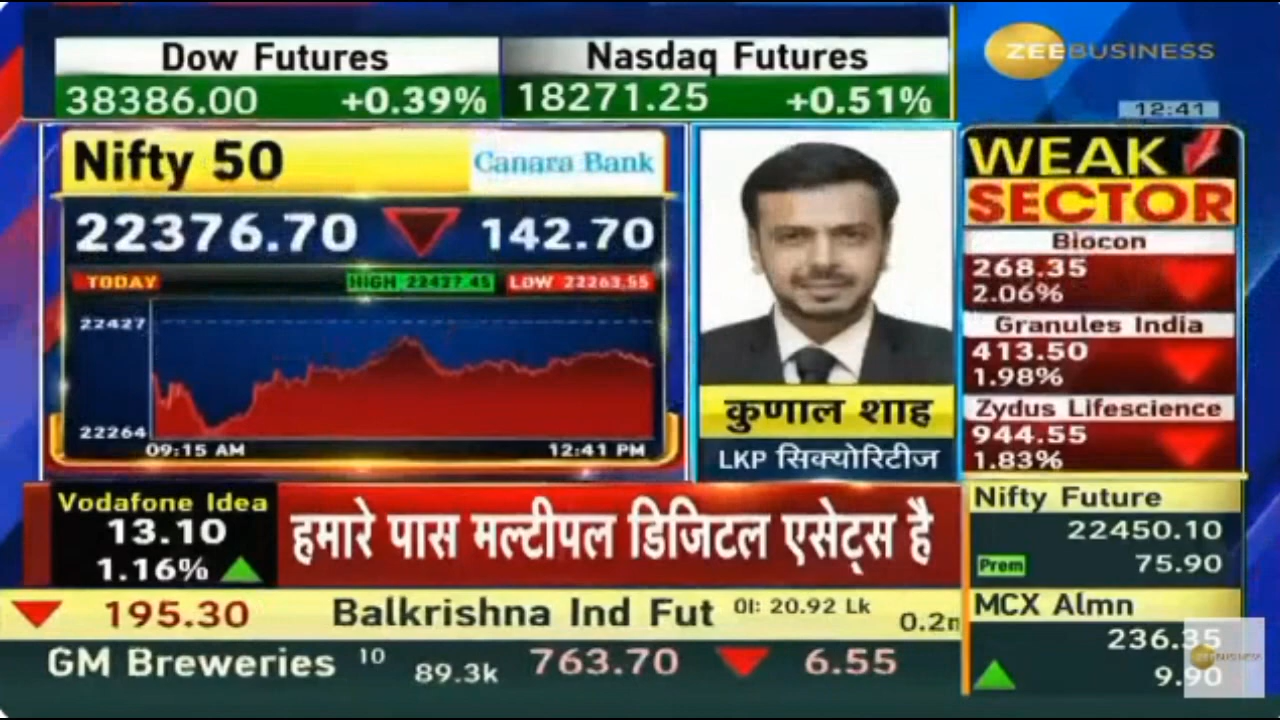 Dow Futures
38386.00 +0.39%
Nasdaq Futures
18271.25 +0.51%
ZEEBUSINESS
12:41
Nifty 50
Canara Bank
22376.70 142.70
TODAY HIGH 22427.45 LOW 22263.55
22427
22264
09:15 AM 12:41 PM
कुणाल शाह
LKP सिक्योरिटीज
WEAK
SECTOR
Biocon
268.35
2.06%
Granules India
413.50
1.98%
Zydus Lifescience
944.55
1.83%
Vodafone Idea
13.10
1.16%
हमारे पास मल्टीपल डिजिटल एसेट्स है
Nifty Future
22450.10
Prem 75.90
MCX Almn
236.35
9.90
195.30 Balkrishna Ind Fut OI: 20.92 Lk 0.2m
GM Breweries 10 89.3k 763.70 6.55
ZEEBUSINESS